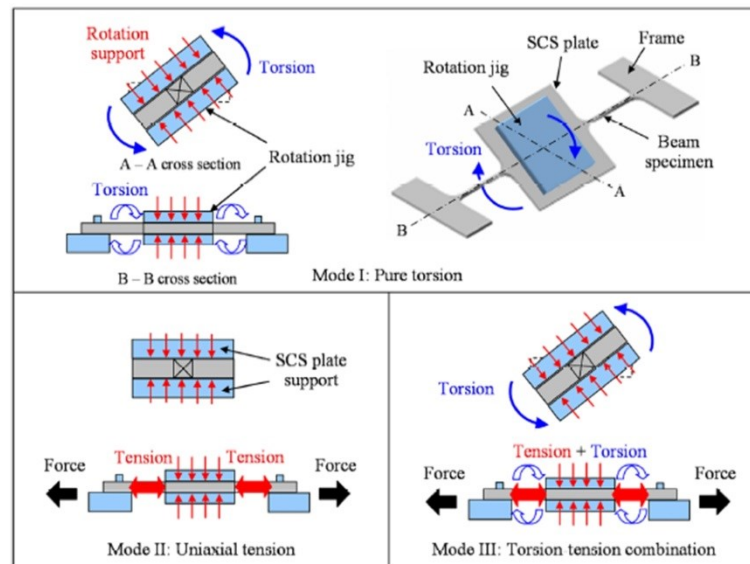 Rotation
support
Torsion
A – A cross section
Rotation jig
Torsion
B – B cross section
SCS plate
Frame
Rotation jig
B
A
Beam
specimen
Torsion
A
B
Mode I: Pure torsion
SCS plate
support
Force
Tension
Tension
Force
Mode II: Uniaxial tension
Torsion
Tension + Torsion
Force
Force
Mode III: Torsion tension combination